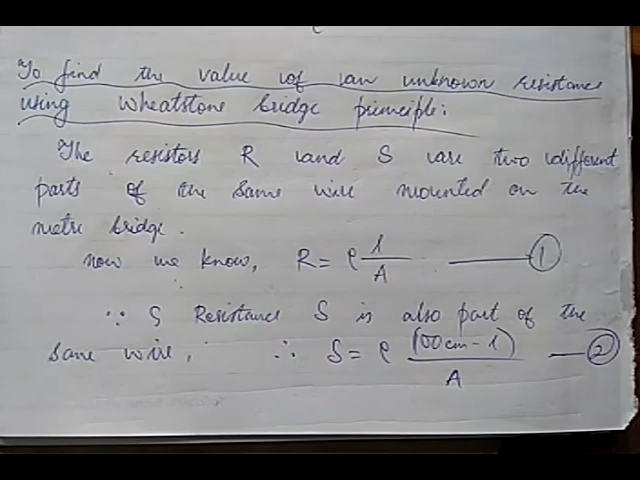 To find the value of an unknown resistance
using Wheatstone bridge principle:
The resistors R and S are two different
parts of the same wire mounted on the
metre bridge.
now we know, R = ρ l/A —— (1)
∵ S Resistance S is also part of the
same wire, ∴ S = ρ (100cm - l)/A — (2)